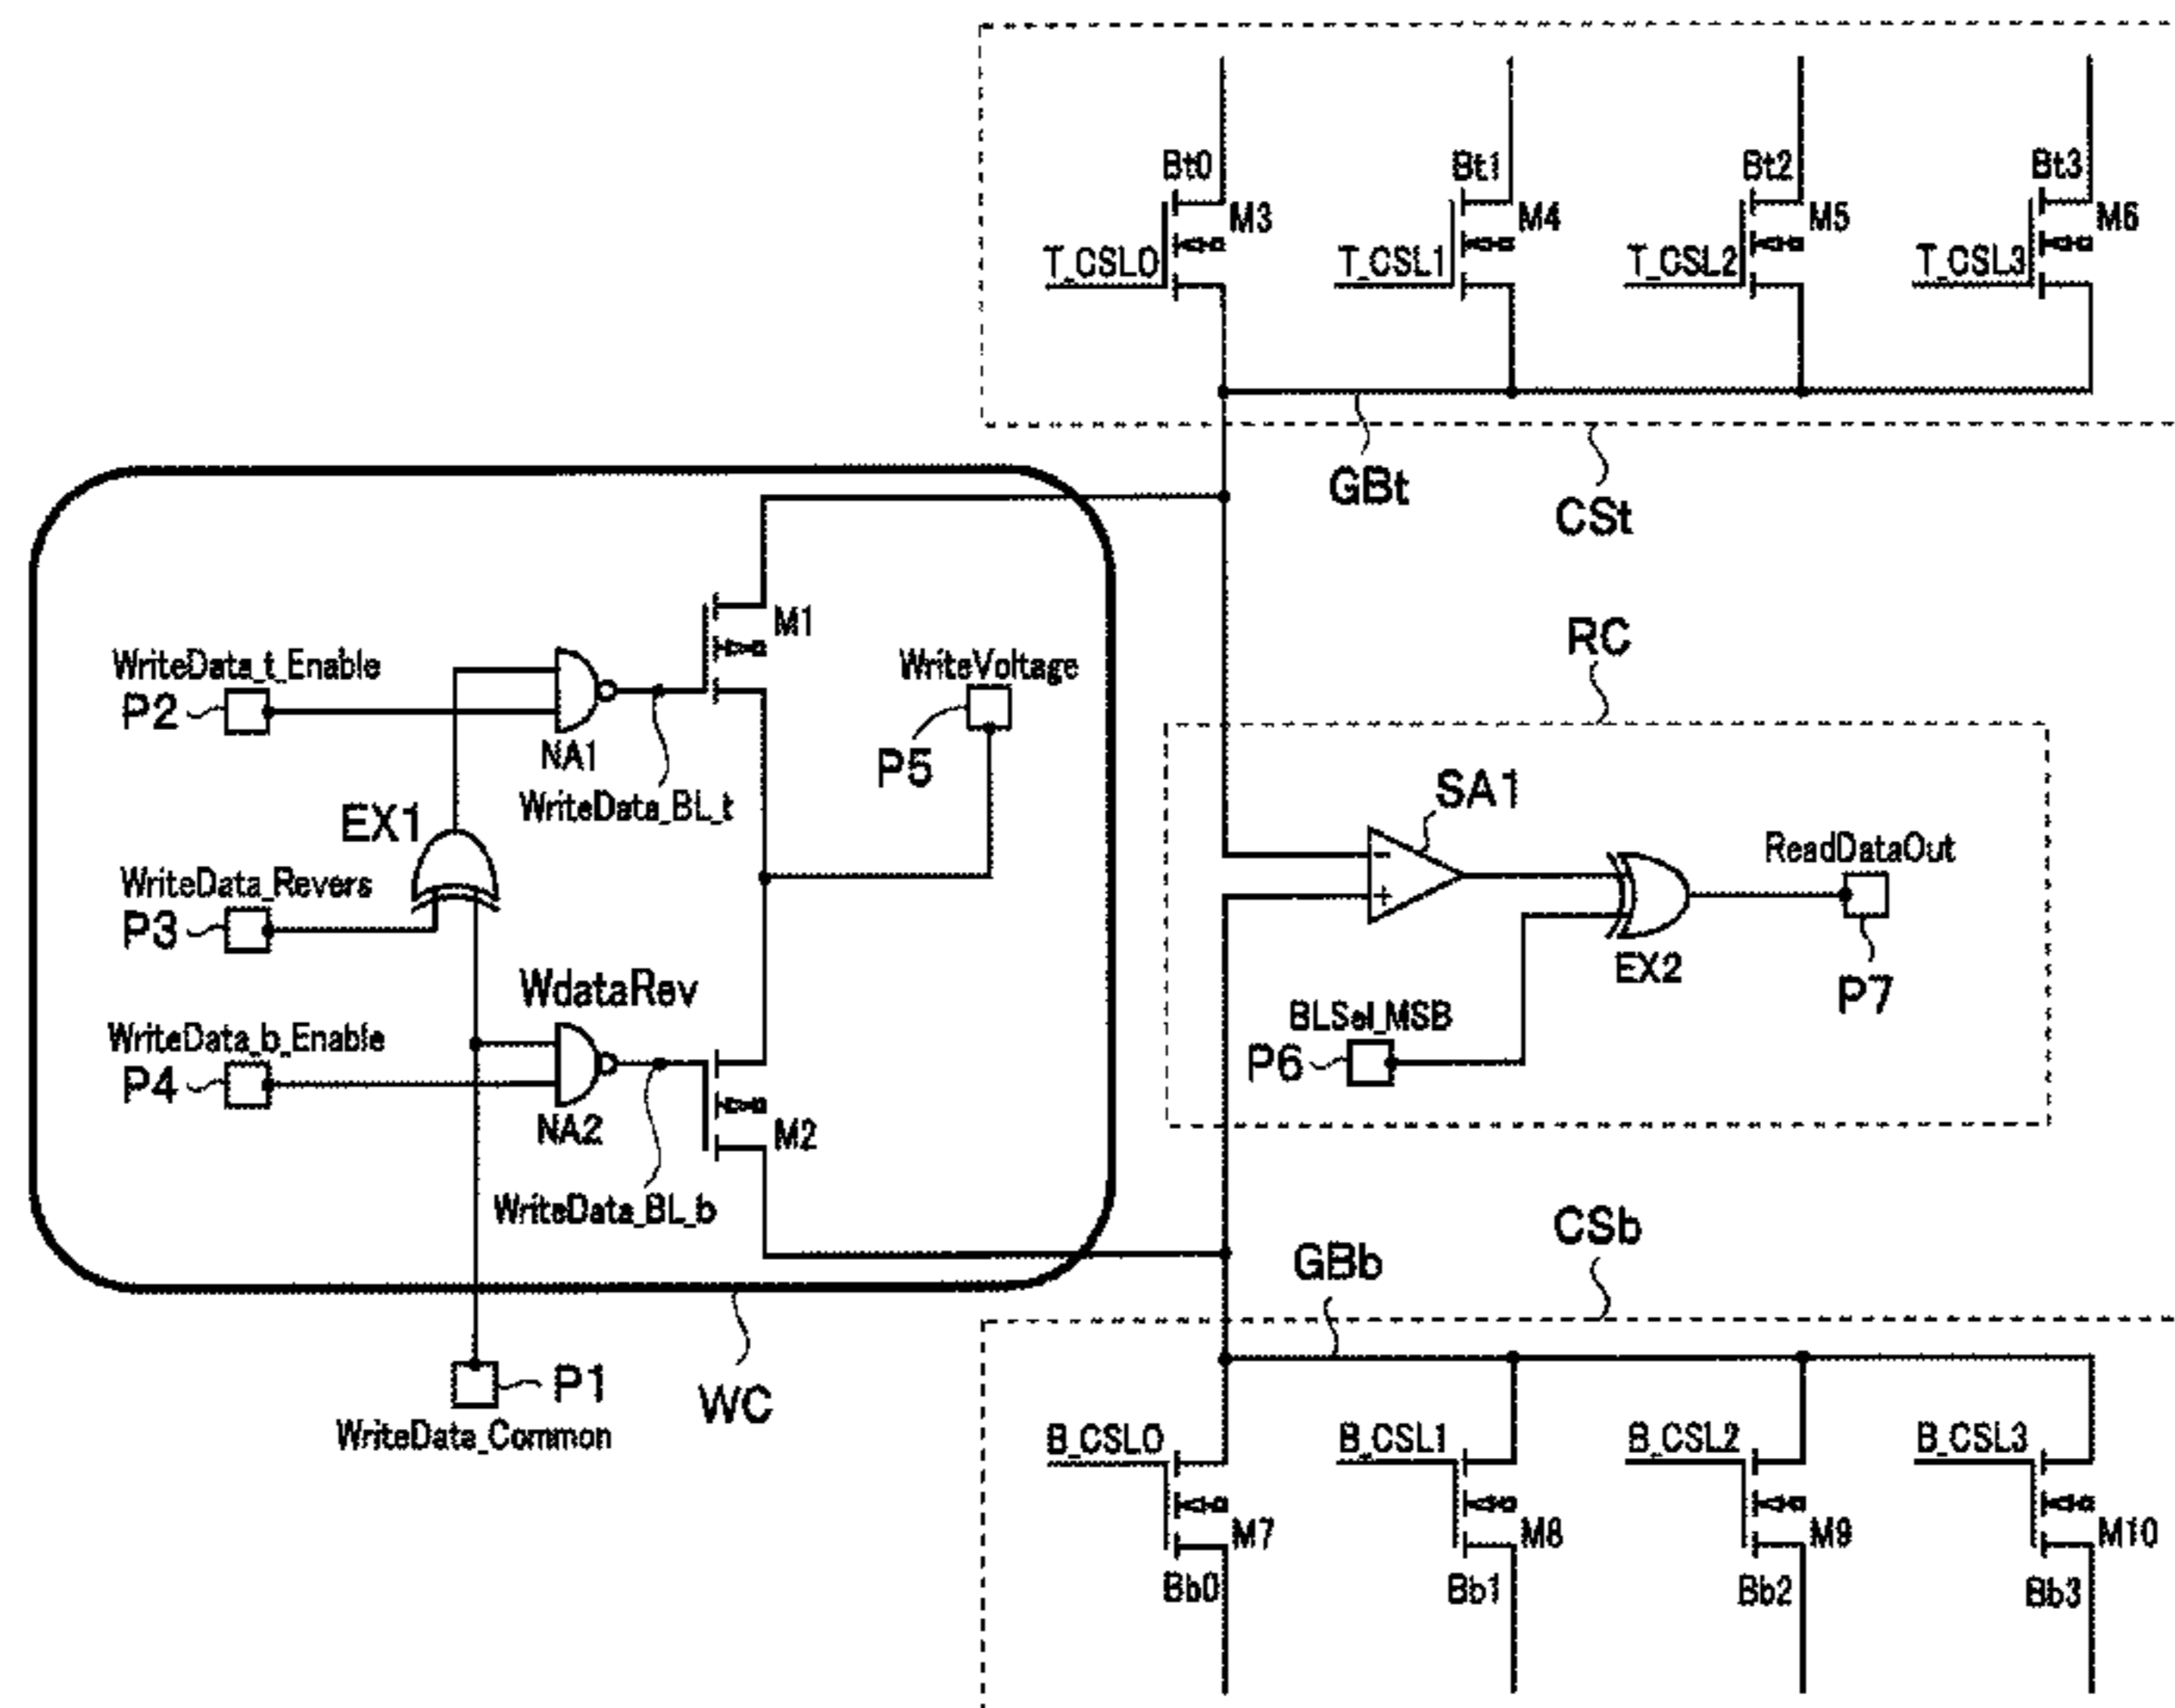 Bt0
Bt1
Bt2
Bt3
M3
M4
M5
M6
T_CSL0
T_CSL1
T_CSL2
T_CSL3
GBt
CSt
M1
WriteData_t_Enable
P2
NA1
WriteData_BL_t
WriteVoltage
P5
RC
EX1
SA1
-
+
ReadDataOut
WriteData_Revers
P3
EX2
P7
WdataRev
BLSel_MSB
P6
WriteData_b_Enable
P4
NA2
M2
WriteData_BL_b
CSb
GBb
P1
WriteData_Common
WC
B_CSL0
B_CSL1
B_CSL2
B_CSL3
M7
M8
M9
M10
Bb0
Bb1
Bb2
Bb3